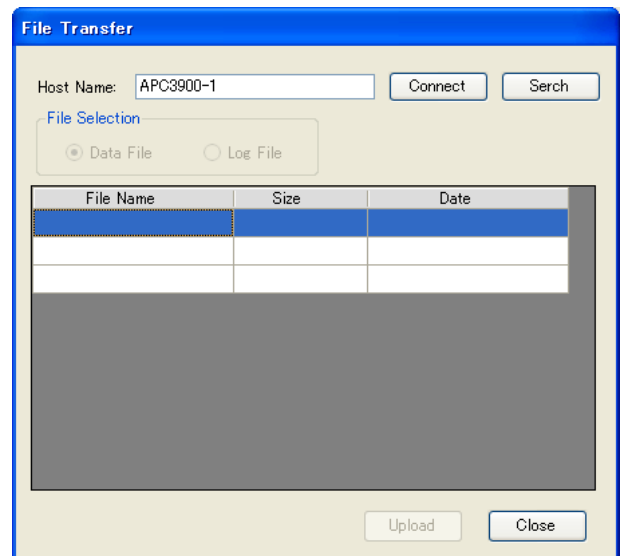 File Transfer
Host Name: APC3900-1 Connect Serch
File Selection
Data File Log File
File Name Size Date
Upload Close